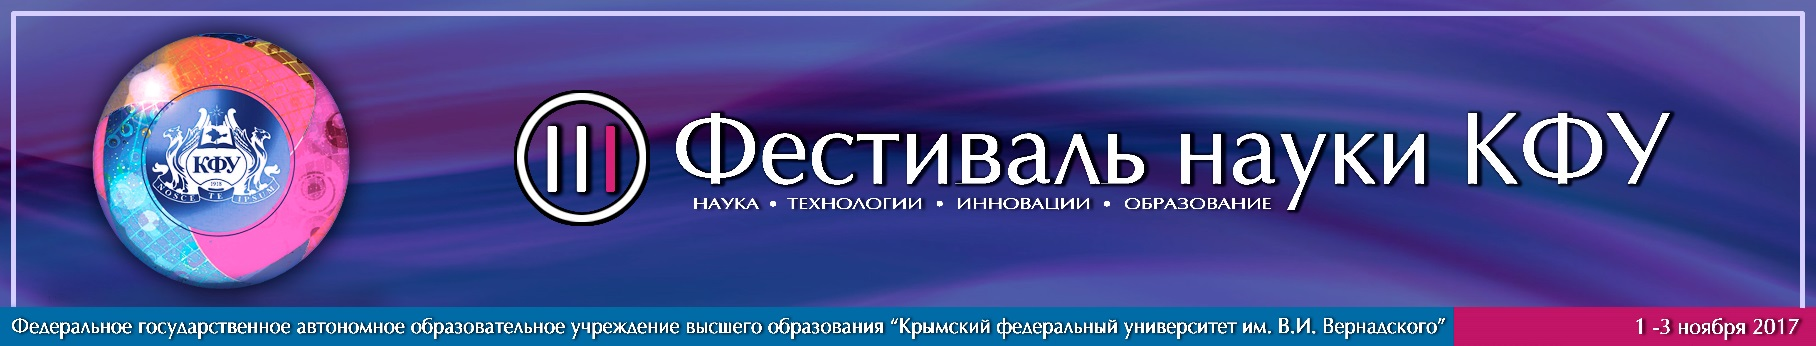 КФУ
1918
NOSCE TE IPSUM
III Фестиваль науки КФУ
НАУКА • ТЕХНОЛОГИИ • ИННОВАЦИИ • ОБРАЗОВАНИЕ
Федеральное государственное автономное образовательное учреждение высшего образования “Крымский федеральный университет им. В.И. Вернадского”
1 -3 ноября 2017